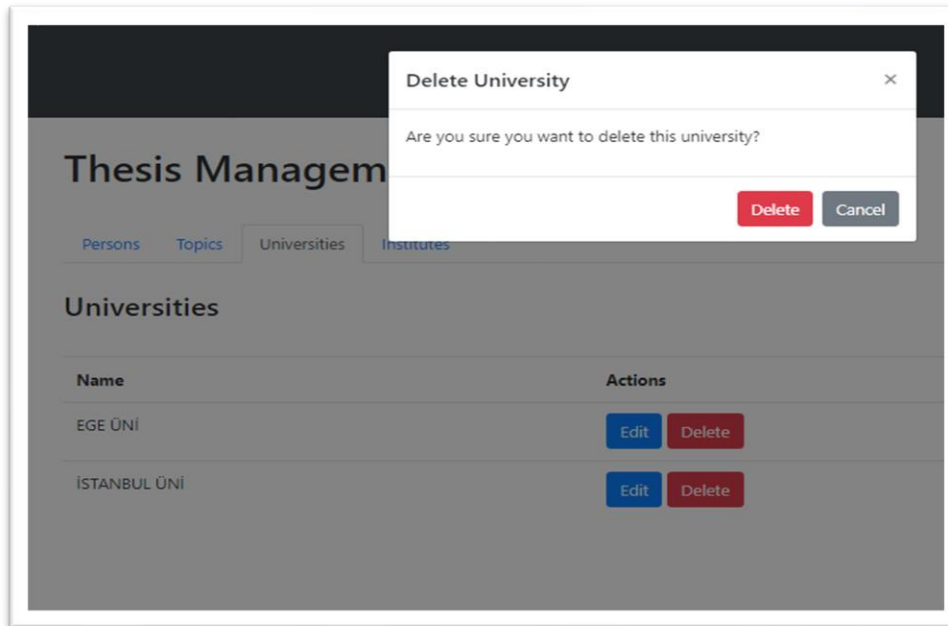 Delete University ×
Are you sure you want to delete this university?
Delete Cancel
Thesis Managem
Persons Topics Universities Institutes
Universities
Name Actions
EGE ÜNİ Edit Delete
İSTANBUL ÜNİ Edit Delete